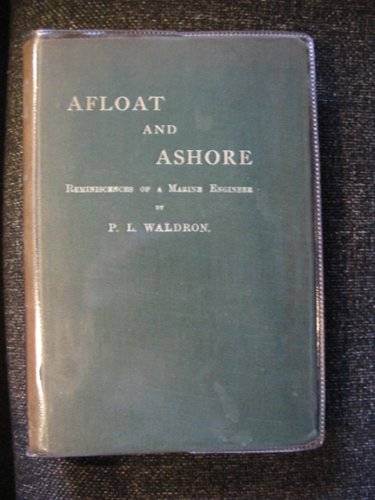 AFLOAT
AND
ASHORE
REMINISCENCES OF A MARINE ENGINEER
BY
P. L. WALDRON.